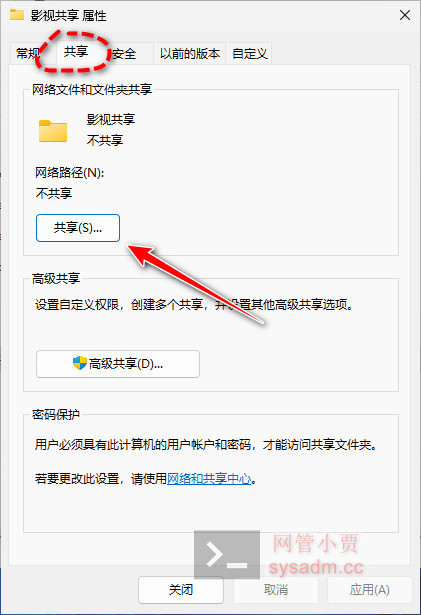 影视共享 属性
常规
共享
安全
以前的版本
自定义
网络文件和文件夹共享
影视共享
不共享
网络路径(N):
不共享
共享(S)...
高级共享
设置自定义权限，创建多个共享，并设置其他高级共享选项。
高级共享(D)...
密码保护
用户必须具有此计算机的用户帐户和密码，才能访问共享文件夹。
若要更改此设置，请使用网络和共享中心。
网管小贾
sysadm.cc
关闭
取消
应用(A)